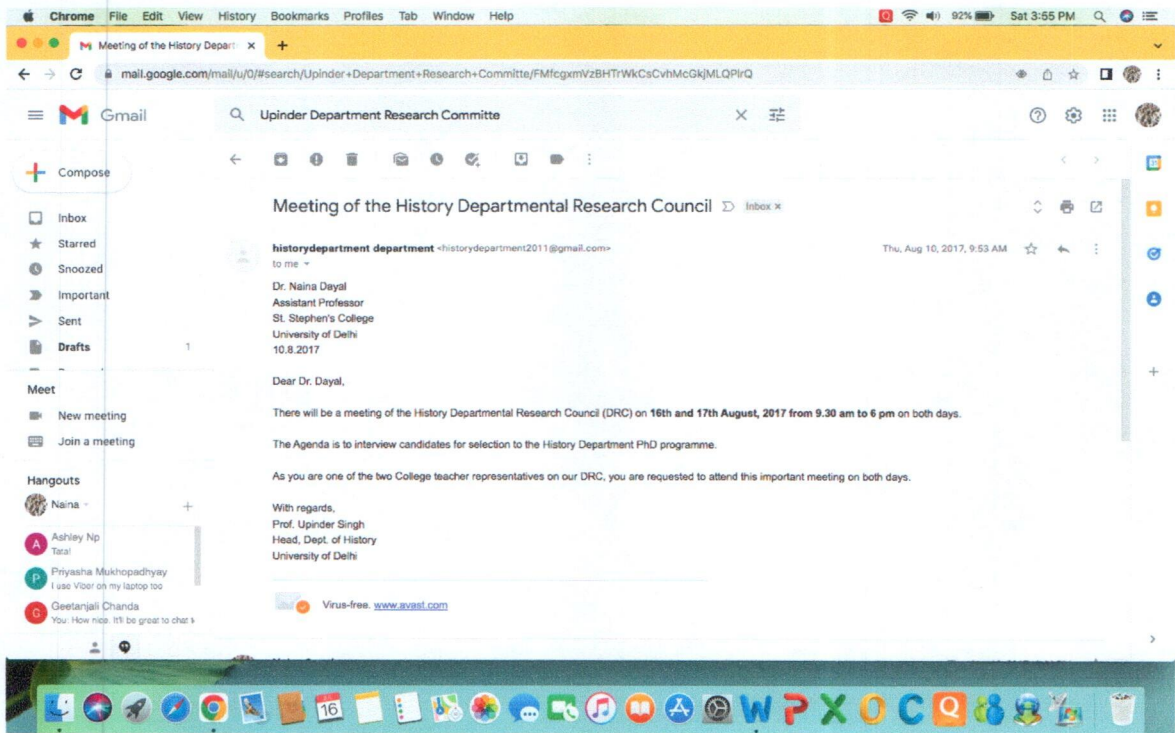 Chrome File Edit View History Bookmarks Profiles Tab Window Help 92% Sat 3:55 PM
Meeting of the History Depart
mail.google.com/mail/u/0/#search/Upinder+Department+Research+Committe/FMfcgxmVzBHTrWkCsCvhMcGkjMLQPlrQ
Gmail
Upinder Department Research Committe
Compose
Meeting of the History Departmental Research Council Inbox x
Inbox
Starred
Snoozed
Important
Sent
Drafts 1
historydepartment department <historydepartment2011@gmail.com> Thu, Aug 10, 2017, 9:53 AM
to me
Dr. Naina Dayal
Assistant Professor
St. Stephen's College
University of Delhi
10.8.2017
Dear Dr. Dayal,
There will be a meeting of the History Departmental Research Council (DRC) on 16th and 17th August, 2017 from 9.30 am to 6 pm on both days.
The Agenda is to interview candidates for selection to the History Department PhD programme.
As you are one of the two College teacher representatives on our DRC, you are requested to attend this important meeting on both days.
With regards,
Prof. Upinder Singh
Head, Dept. of History
University of Delhi
Virus-free. www.avast.com
Meet
New meeting
Join a meeting
Hangouts
Naina
Ashley Np
Tata!
Priyasha Mukhopadhyay
I use Viber on my laptop too
Geetanjali Chanda
You: How nice. It'll be great to chat
16